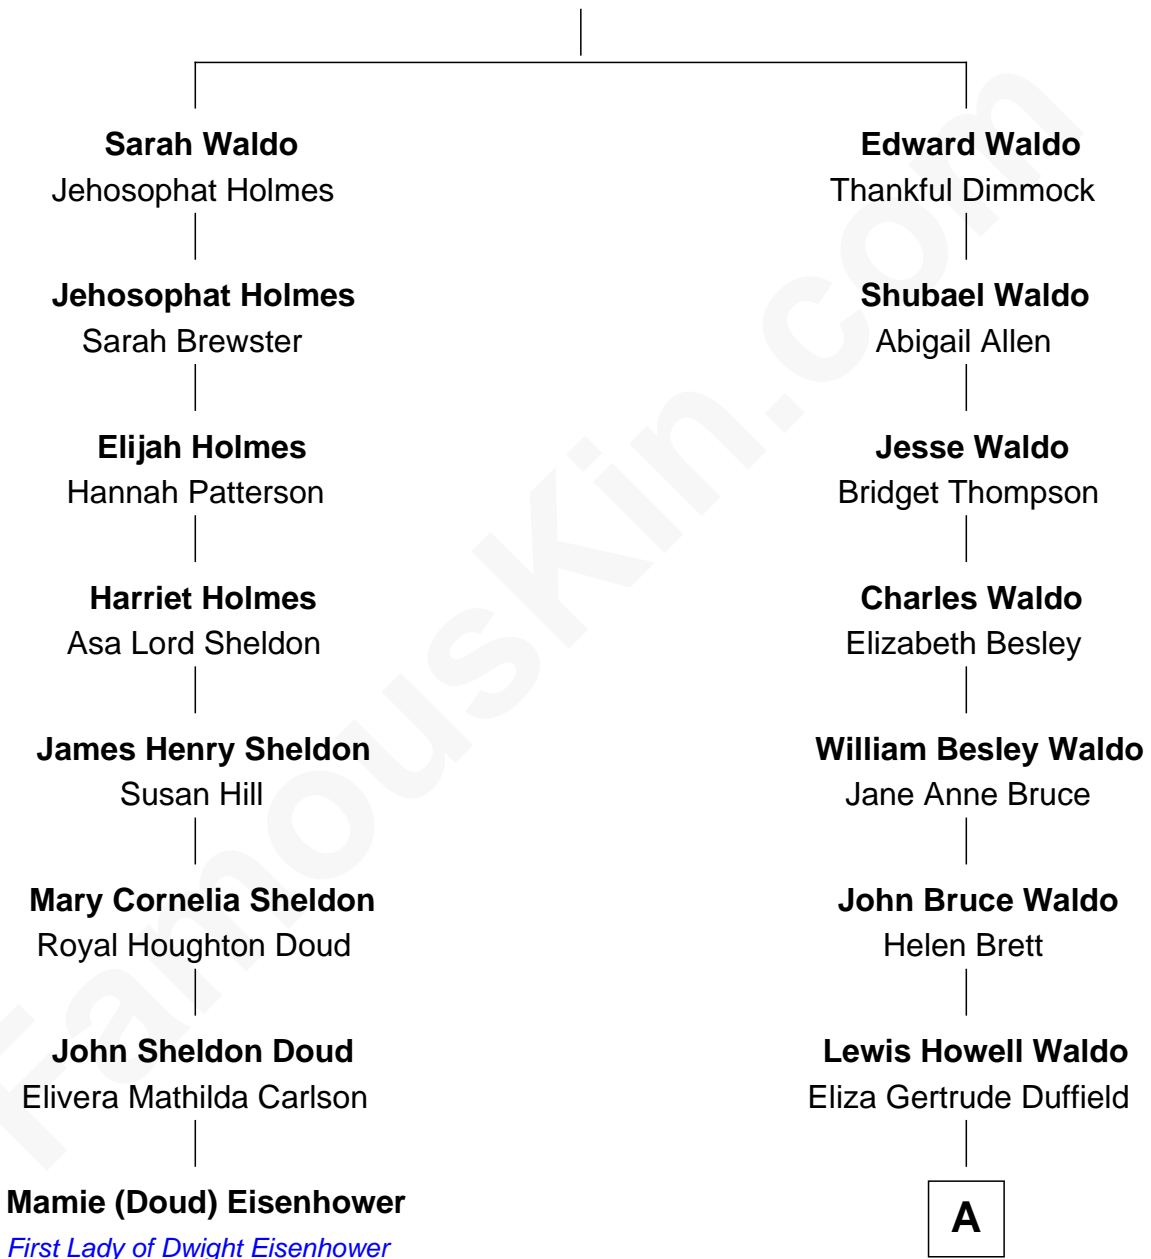 Sarah Waldo
Jehosophat Holmes
Jehosophat Holmes
Sarah Brewster
Elijah Holmes
Hannah Patterson
Harriet Holmes
Asa Lord Sheldon
James Henry Sheldon
Susan Hill
Mary Cornelia Sheldon
Royal Houghton Doud
John Sheldon Doud
Elivera Mathilda Carlson
Mamie (Doud) Eisenhower
First Lady of Dwight Eisenhower
Edward Waldo
Thankful Dimmock
Shubael Waldo
Abigail Allen
Jesse Waldo
Bridget Thompson
Charles Waldo
Elizabeth Besley
William Besley Waldo
Jane Anne Bruce
John Bruce Waldo
Helen Brett
Lewis Howell Waldo
Eliza Gertrude Duffield
A
FamousKin.com